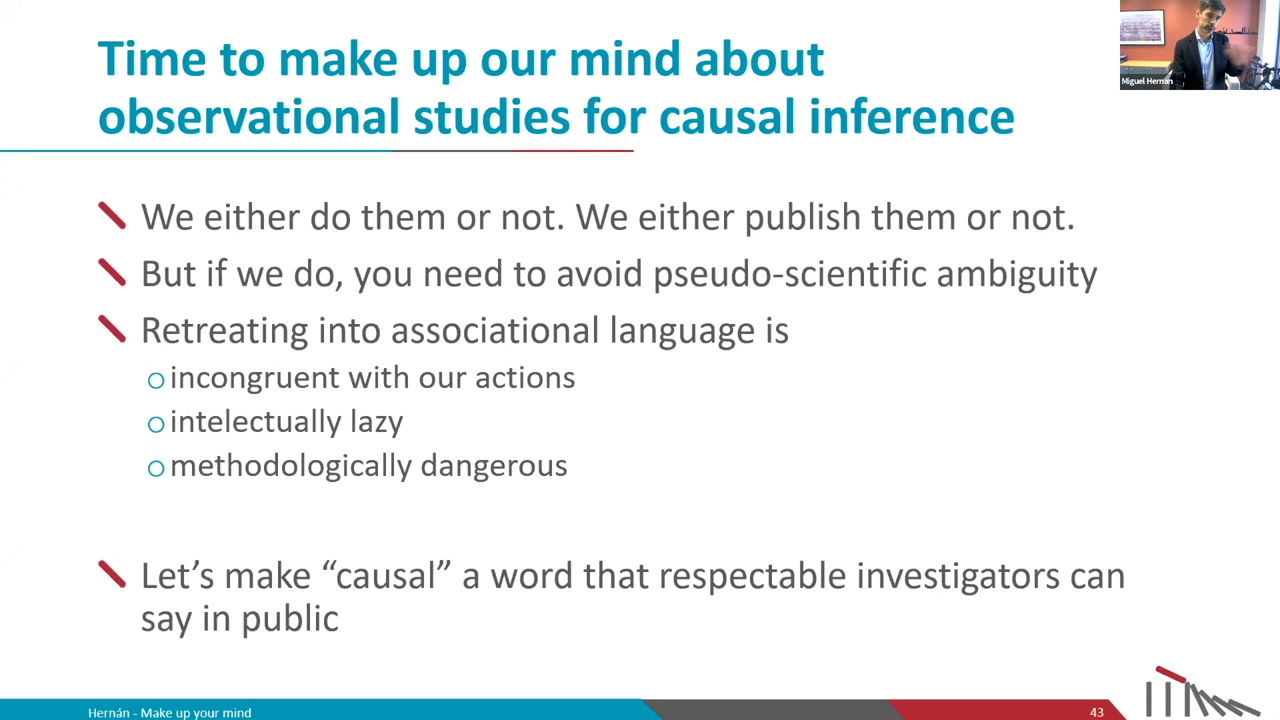 Time to make up our mind about
observational studies for causal inference
Miguel Hernán
We either do them or not. We either publish them or not.
But if we do, you need to avoid pseudo-scientific ambiguity
Retreating into associational language is
incongruent with our actions
intelectually lazy
methodologically dangerous
Let’s make “causal” a word that respectable investigators can
say in public
Hernán - Make up your mind
43